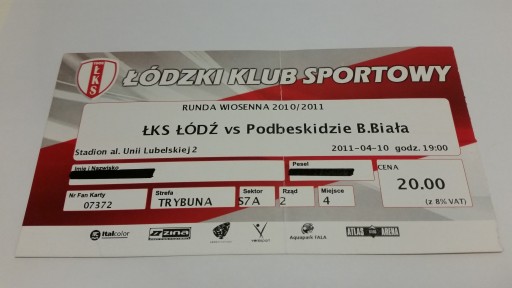 ŁKS
ŁÓDZKI KLUB SPORTOWY
RUNDA WIOSENNA 2010/2011
ŁKS ŁÓDŹ vs Podbeskidzie B.Biała
Stadion al. Unii Lubelskiej 2 2011-04-10 godz. 19:00
Imię i Nazwisko Pesel CENA
20.00
(z 8% VAT)
Nr Fan Karty Strefa Sektor Rząd Miejsce
07372 TRYBUNA S7A 2 4
italcolor ZINA Aquapark FALA ATLAS ARENA